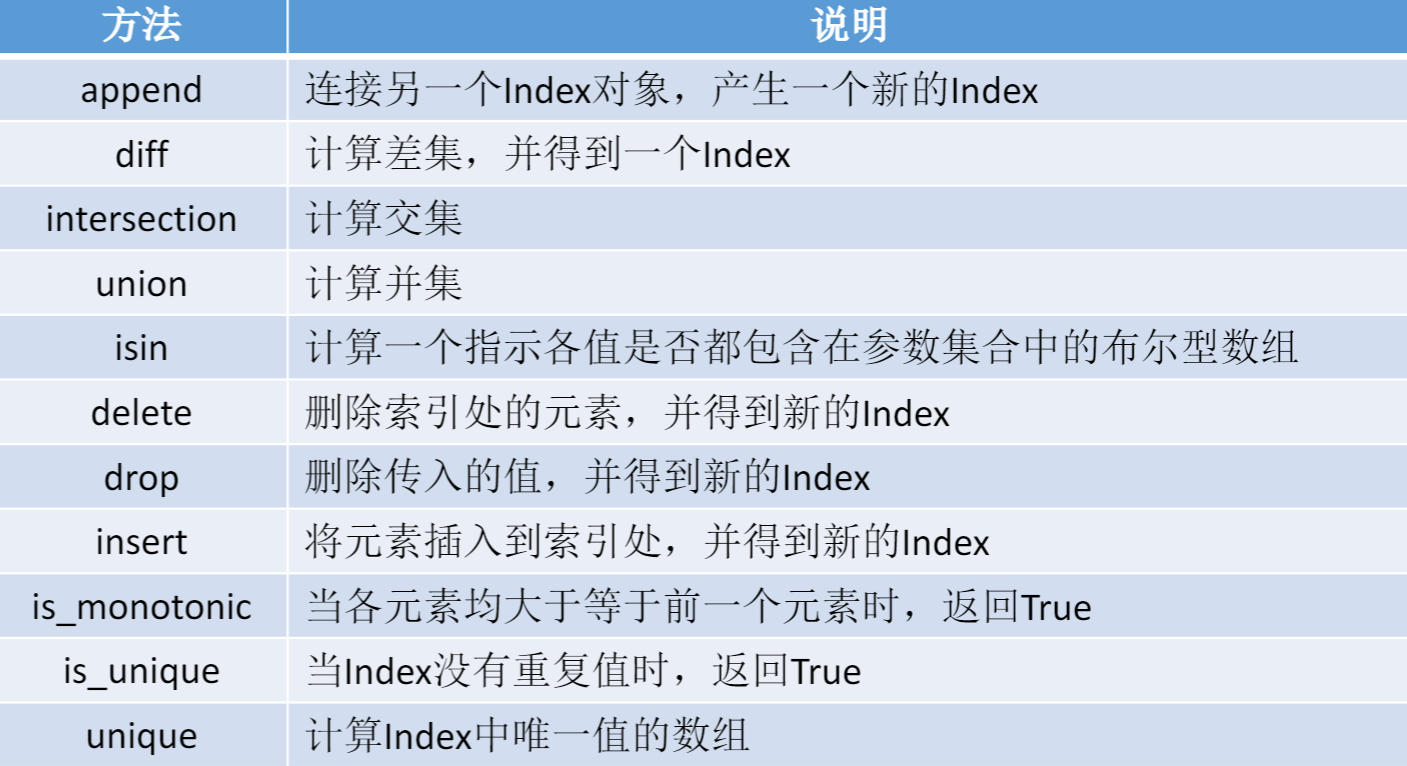 方法 说明
append 连接另一个Index对象，产生一个新的Index
diff 计算差集，并得到一个Index
intersection 计算交集
union 计算并集
isin 计算一个指示各值是否都包含在参数集合中的布尔型数组
delete 删除索引处的元素，并得到新的Index
drop 删除传入的值，并得到新的Index
insert 将元素插入到索引处，并得到新的Index
is_monotonic 当各元素均大于等于前一个元素时，返回True
is_unique 当Index没有重复值时，返回True
unique 计算Index中唯一值的数组